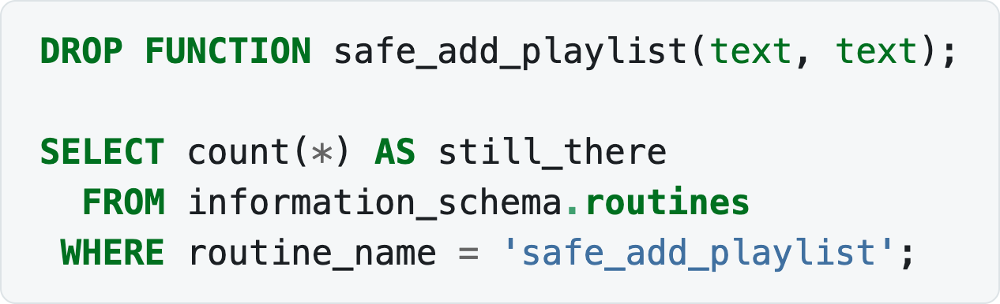 DROP FUNCTION safe_add_playlist(text, text);

SELECT count(*) AS still_there
  FROM information_schema.routines
 WHERE routine_name = 'safe_add_playlist';